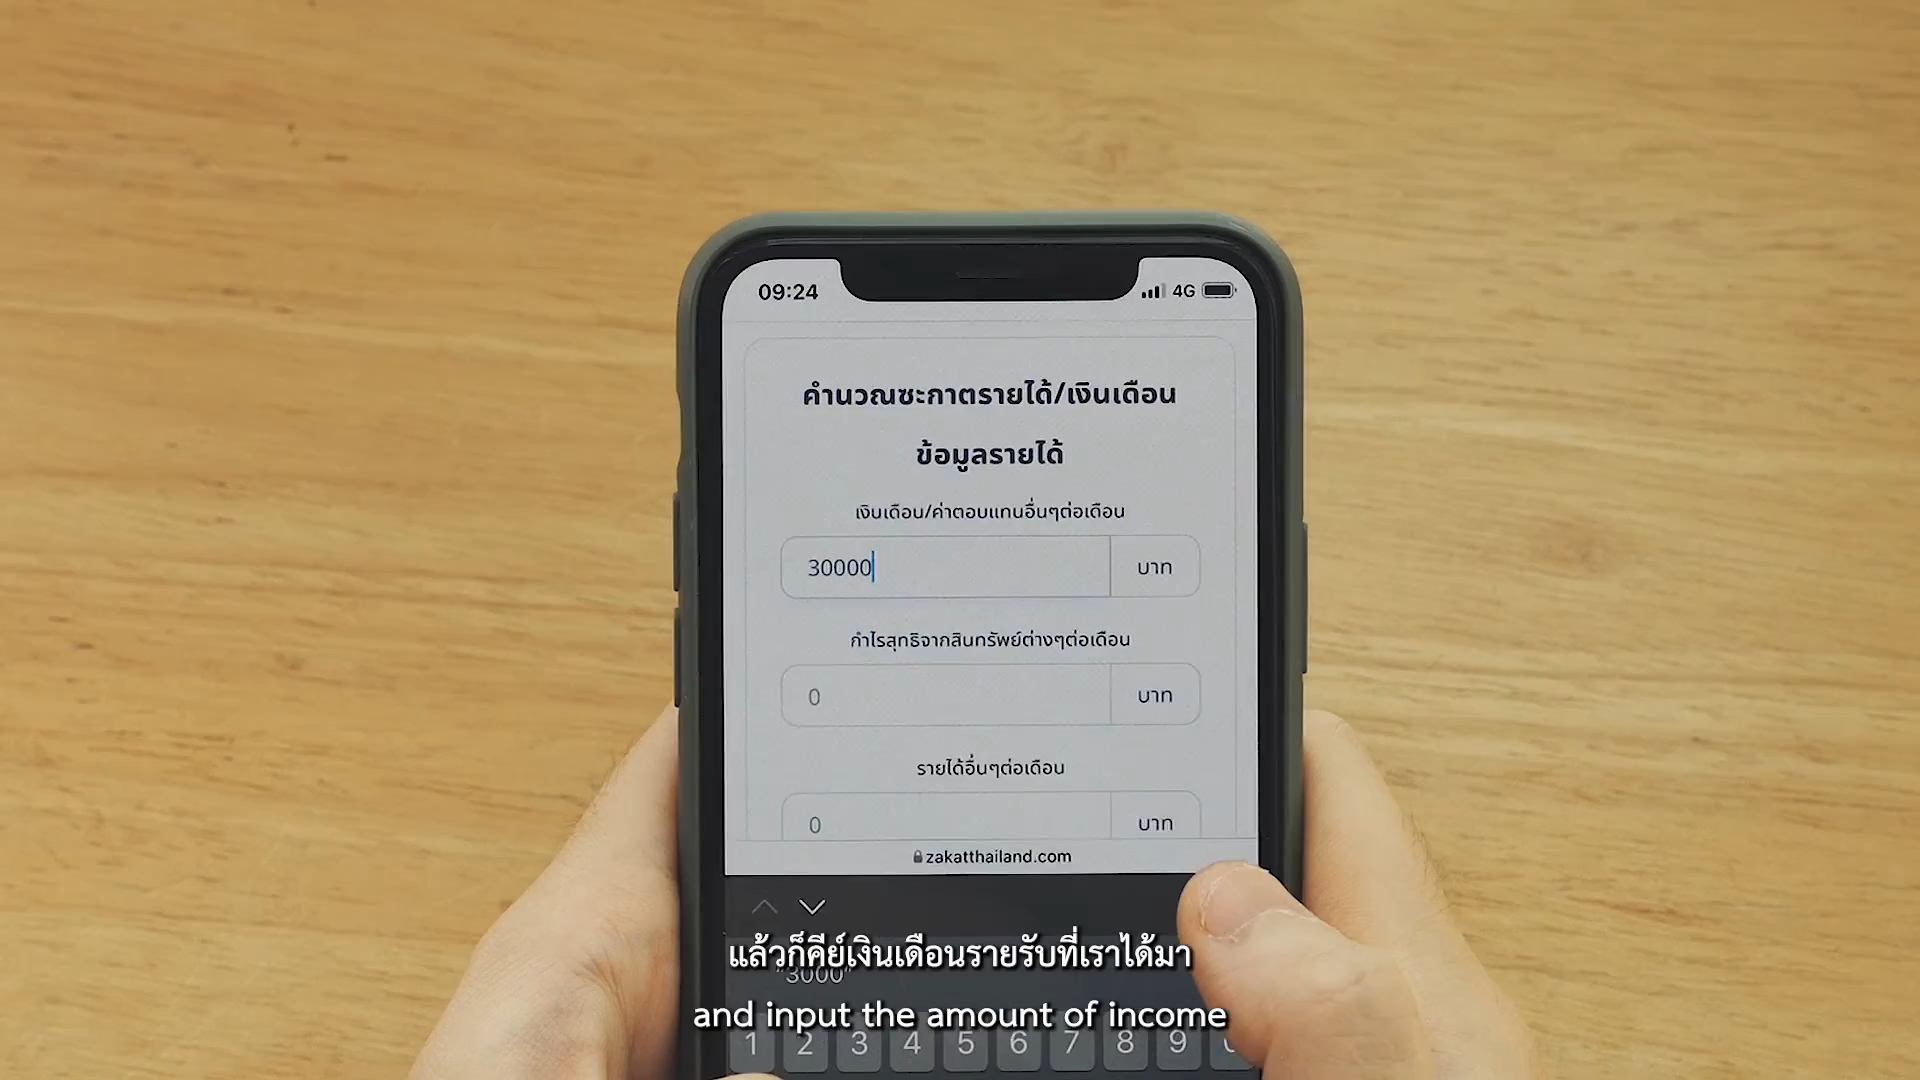 09:24
4G
คำนวณซะกาตรายได้/เงินเดือน
ข้อมูลรายได้
เงินเดือน/ค่าตอบแทนอื่นๆต่อเดือน
30000 บาท
กำไรสุทธิจากสินทรัพย์ต่างๆต่อเดือน
0 บาท
รายได้อื่นๆต่อเดือน
0 บาท
zakatthailand.com
แล้วก็คีย์เงินเดือนรายรับที่เราได้มา
"3000"
and input the amount of income
1 2 3 4 5 6 7 8 9